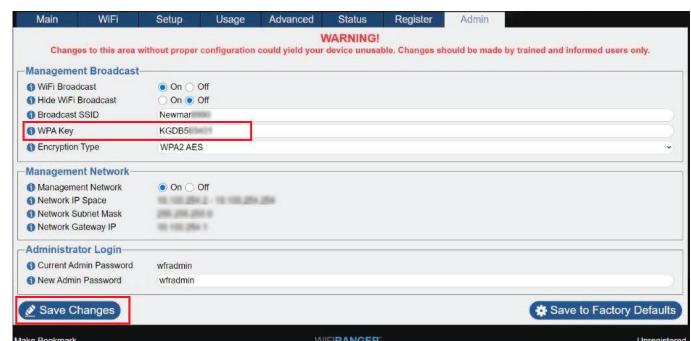 Main WiFi Setup Usage Advanced Status Register Admin
WARNING!
Changes to this area without proper configuration could yield your device unusable. Changes should be made by trained and informed users only.
Management Broadcast
WiFi Broadcast On Off
Hide WiFi Broadcast On Off
Broadcast SSID Newmar
WPA Key KGDB5
Encryption Type WPA2 AES
Management Network
Management Network On Off
Network IP Space
Network Subnet Mask
Network Gateway IP
Administrator Login
Current Admin Password wfradmin
New Admin Password wfradmin
Save Changes Save to Factory Defaults
Make Bookmark WiFiRANGER Unregistered